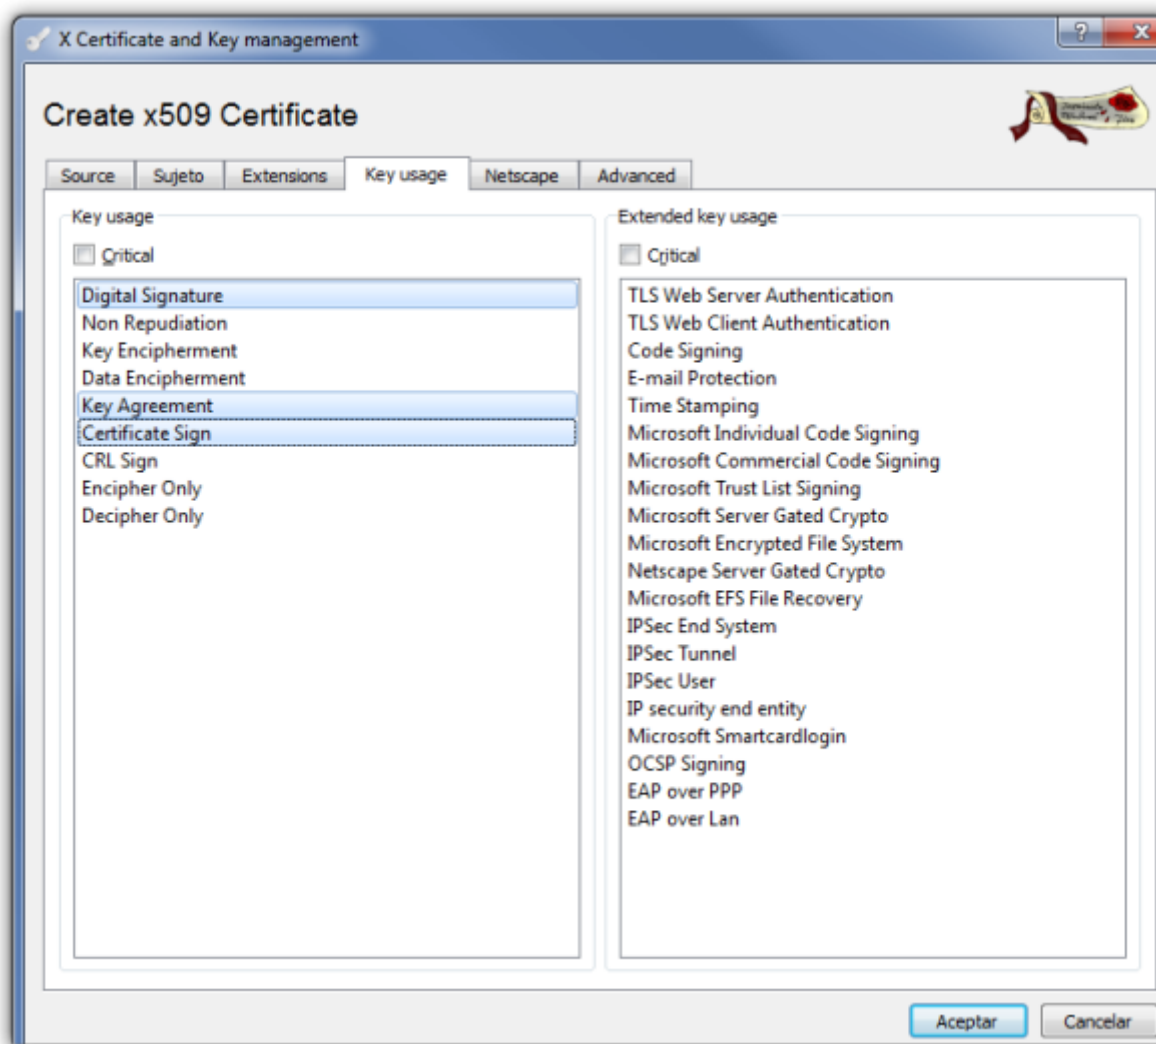 X Certificate and Key management
?
X
Create x509 Certificate
Source
Sujeto
Extensions
Key usage
Netscape
Advanced
Key usage
Critical
Digital Signature
Non Repudiation
Key Encipherment
Data Encipherment
Key Agreement
Certificate Sign
CRL Sign
Encipher Only
Decipher Only
Extended key usage
Critical
TLS Web Server Authentication
TLS Web Client Authentication
Code Signing
E-mail Protection
Time Stamping
Microsoft Individual Code Signing
Microsoft Commercial Code Signing
Microsoft Trust List Signing
Microsoft Server Gated Crypto
Microsoft Encrypted File System
Netscape Server Gated Crypto
Microsoft EFS File Recovery
IPSec End System
IPSec Tunnel
IPSec User
IP security end entity
Microsoft Smartcardlogin
OCSP Signing
EAP over PPP
EAP over Lan
Aceptar
Cancelar